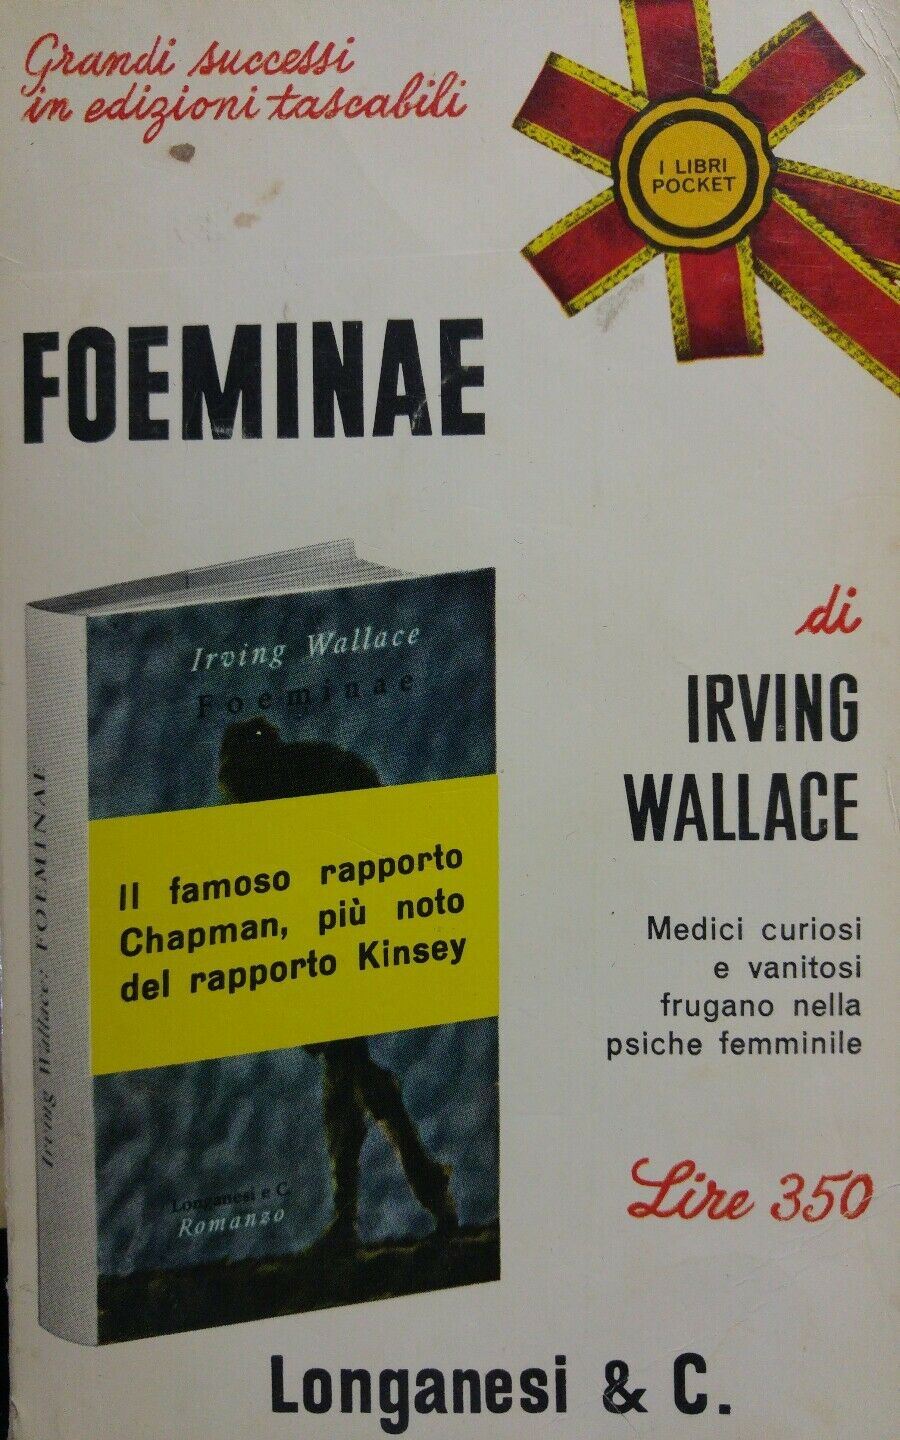 Grandi successi
in edizioni tascabili
I LIBRI
POCKET
FOEMINAE
Irving Wallace
Foeminae
Irving Wallace: FOEMINAE
Il famoso rapporto
Chapman, più noto
del rapporto Kinsey
Longanesi e C.
Romanzo
di
IRVING
WALLACE
Medici curiosi
e vanitosi
frugano nella
psiche femminile
Lire 350
Longanesi & C.